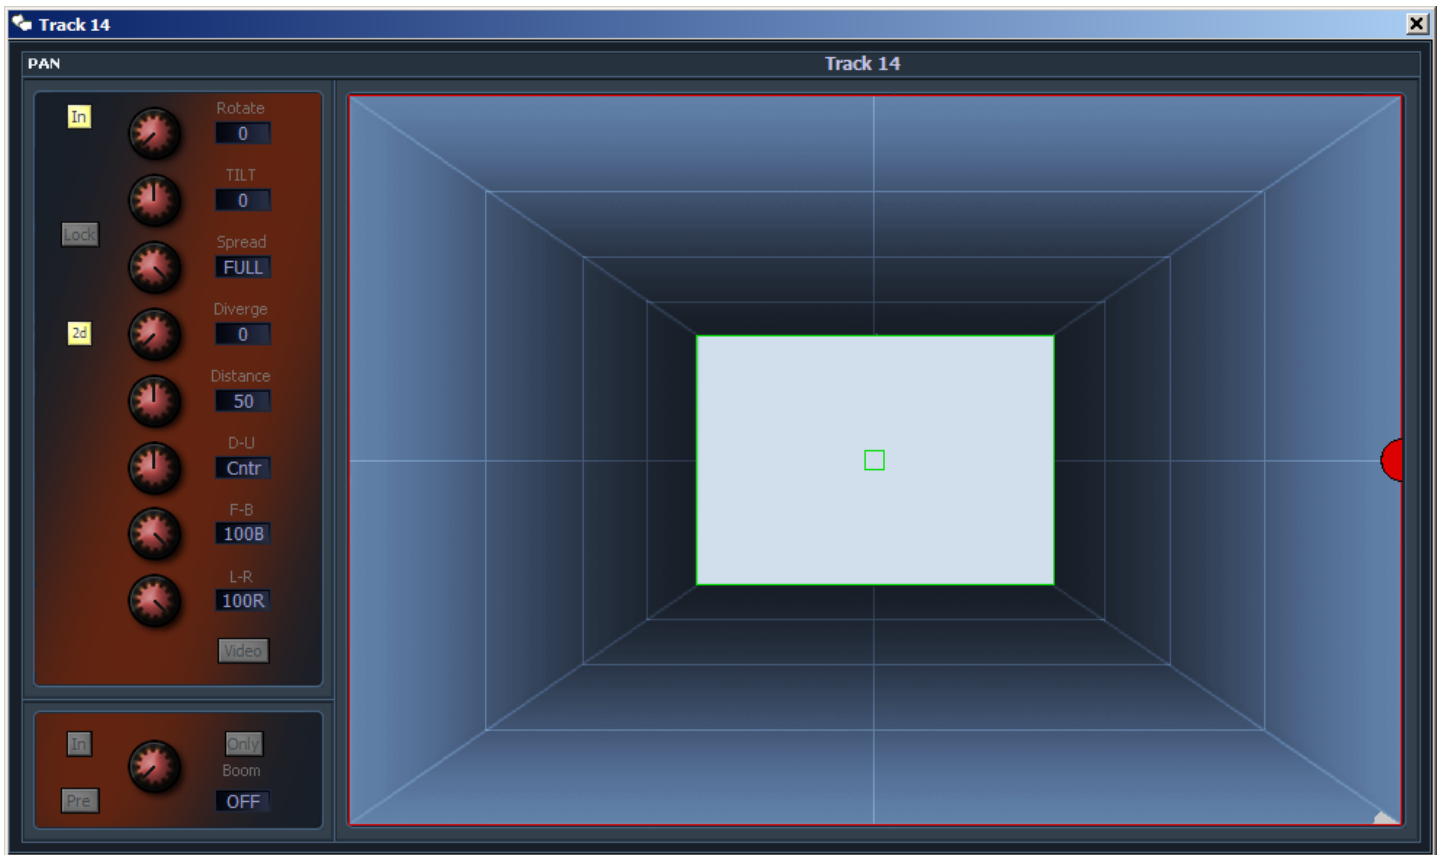 Track 14
PAN
Track 14
In
Rotate
0
TILT
0
Lock
Spread
FULL
Diverge
2d
0
Distance
50
D-U
Cntr
F-B
100B
L-R
100R
Video
In
Only
Boom
Pre
OFF